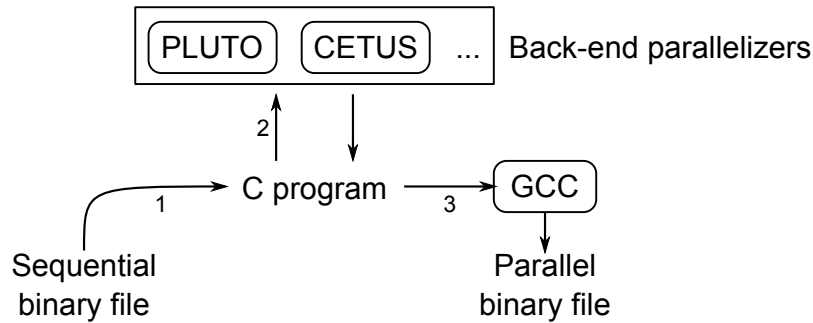 PLUTO CETUS ... Back-end parallelizers
2
C program GCC
1 3
Sequential
binary file
Parallel
binary file